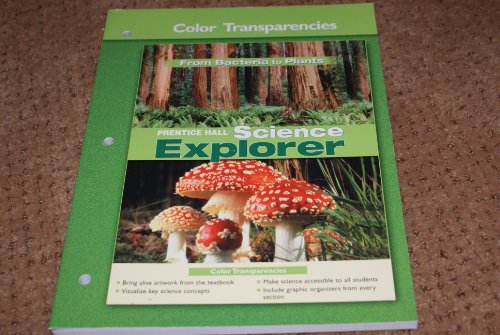 Color Transparencies
From Bacteria to Plants
PRENTICE HALL Science
Explorer
Color Transparencies
• Bring alive artwork from the textbook
• Visualize key science concepts
• Make science accessible to all students
• Include graphic organizers from every
section